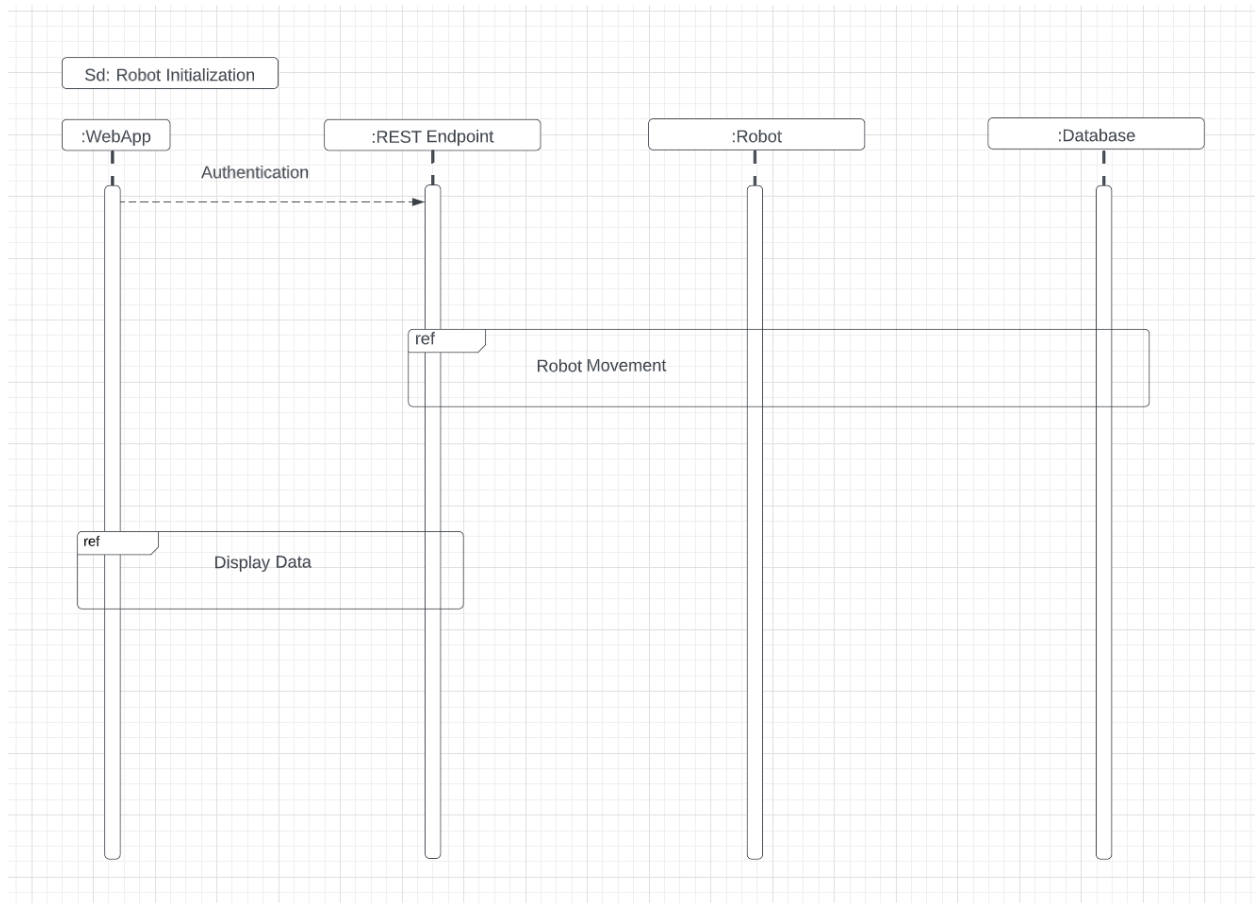 Sd: Robot Initialization
:WebApp
:REST Endpoint
:Robot
:Database
Authentication
ref
Robot Movement
ref
Display Data